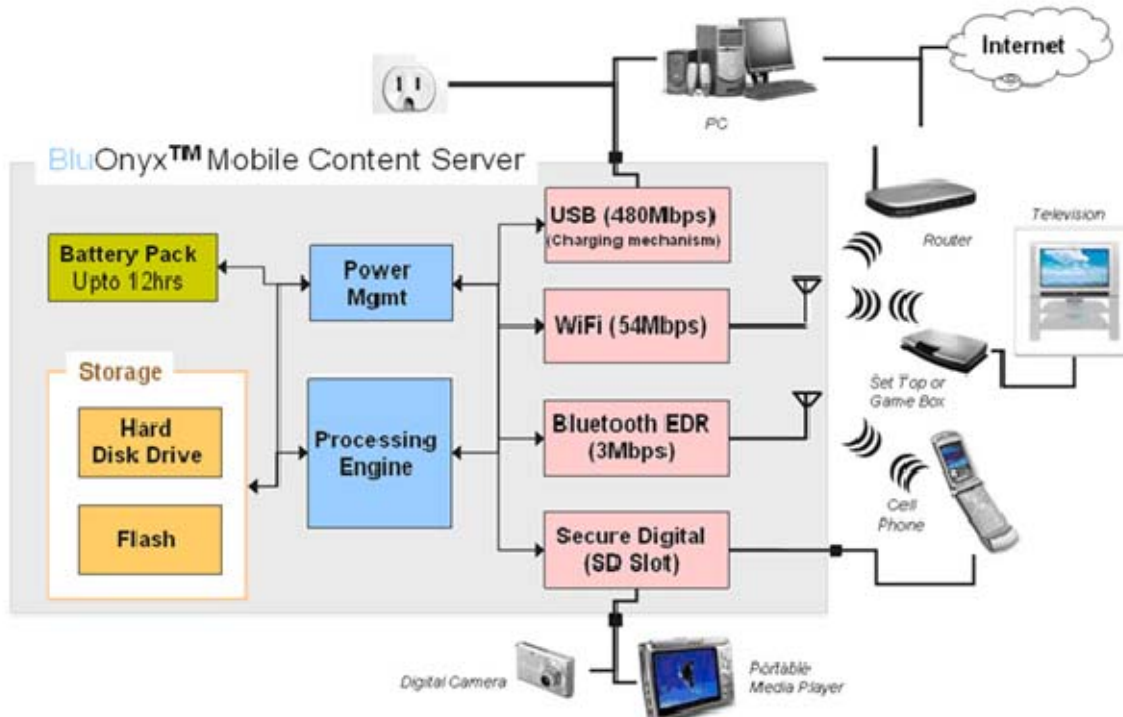 Internet
PC
BluOnyx™ Mobile Content Server
USB (480Mbps)
(Charging mechanism)
Television
Router
Battery Pack
Upto 12hrs
Power
Mgmt
WiFi (54Mbps)
Set Top or
Game Box
Storage
Hard
Disk Drive
Flash
Processing
Engine
Bluetooth EDR
(3Mbps)
Cell
Phone
Secure Digital
(SD Slot)
Digital Camera
Portable
Media Player